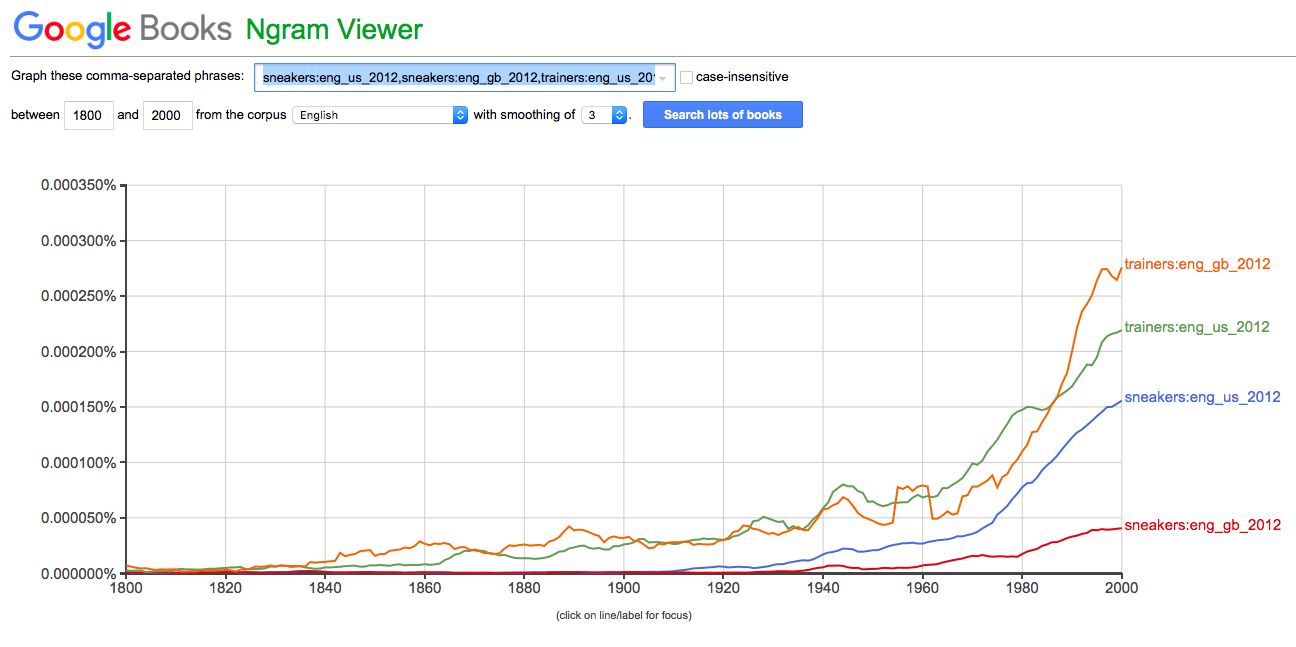 Google Books Ngram Viewer
Graph these comma-separated phrases: sneakers:eng_us_2012,sneakers:eng_gb_2012,trainers:eng_us_201 case-insensitive
between 1800 and 2000 from the corpus English with smoothing of 3 . Search lots of books
0.000350%
0.000300%
trainers:eng_gb_2012
0.000250%
trainers:eng_us_2012
0.000200%
sneakers:eng_us_2012
0.000150%
0.000100%
0.000050%
sneakers:eng_gb_2012
0.000000%
1800 1820 1840 1860 1880 1900 1920 1940 1960 1980 2000
(click on line/label for focus)